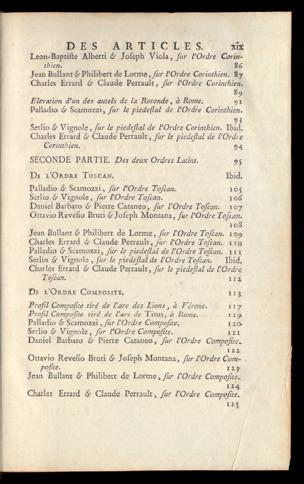 DES ARTICLES. xix
Leon-Baptiste Alberti & Joseph Viola, sur l'Ordre Corin-
thien. 86
Jean Bullant & Philibert de Lorme, sur l'Ordre Corinthien. 87
Charles Errard & Claude Perrault, sur l'Ordre Corinthien.
89
Elevation d'un des autels de la Rotonde, à Rome. 91
Palladio & Scamozzi, sur le piedestal de l'Ordre Corinthien.
93
Serlio & Vignole, sur le piedestal de l'Ordre Corinthien. Ibid.
Charles Errard & Claude Perrault, sur le piedestal de l'Ordre
Corinthien. 94
SECONDE PARTIE. Des deux Ordres Latins. 95
DE L'ORDRE TOSCAN. Ibid.
Palladio & Scamozzi, sur l'Ordre Toscan. 105
Serlio & Vignole, sur l'Ordre Toscan. 106
Daniel Barbaro & Pierre Cataneo, sur l'Ordre Toscan. 107
Ottavio Revesio Bruti & Joseph Montana, sur l'Ordre Toscan.
108
Jean Bullant & Philibert de Lorme, sur l'Ordre Toscan. 109
Charles Errard & Claude Perrault, sur l'Ordre Toscan. 110
Palladio & Scamozzi, sur le piedestal de l'Ordre Toscan. 111
Serlio & Vignole, sur le piedestal de l'Ordre Toscan. Ibid.
Charles Errard & Claude Perrault, sur le piedestal de l'Ordre
Toscan. 112
DE L'ORDRE COMPOSITE. 113
Profil Composite tiré de l'arc des Lions, à Vérone. 117
Profil Composite tiré de l'arc de Titus, à Rome. 119
Palladio & Scamozzi, sur l'Ordre Composite. 120
Serlio & Vignole, sur l'Ordre Composite. 121
Daniel Barbaro & Pierre Cataneo, sur l'Ordre Composite.
122
Ottavio Revesio Bruti & Joseph Montana, sur l'Ordre Com-
posite. 123
Jean Bullant & Philibert de Lorme, sur l'Ordre Composite.
124
Charles Errard & Claude Perrault, sur l'Ordre Composite.
125